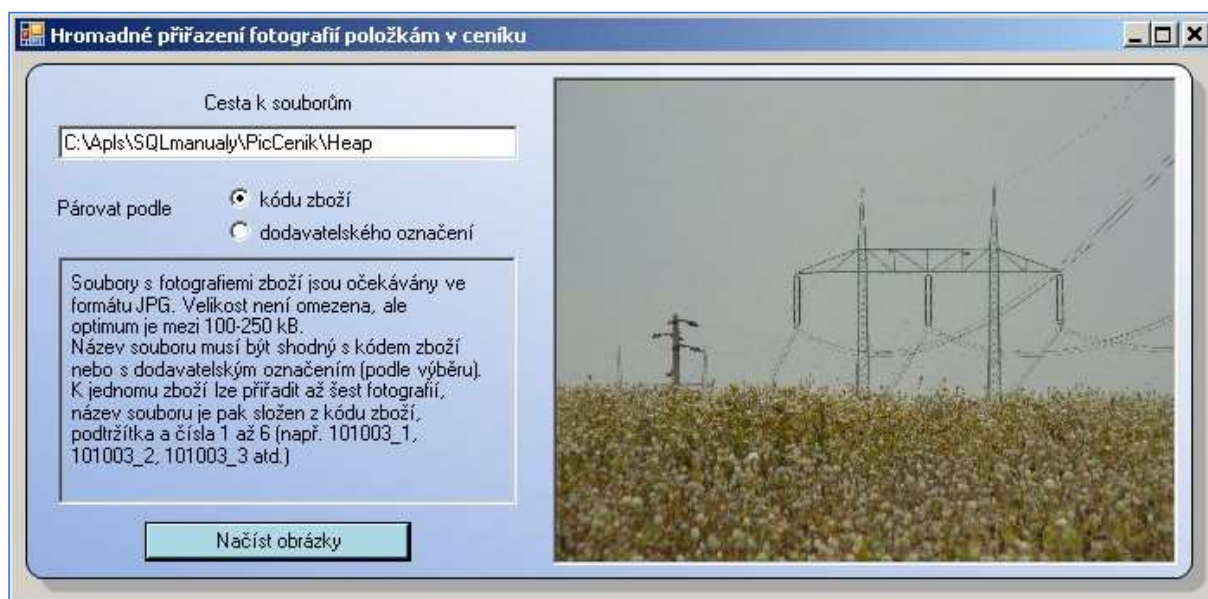 Hromadné přiřazení fotografií položkám v ceníku
Cesta k souborům
C:\Apls\SQLmanualy\PicCenik\Heap
Párovat podle
kódu zboží
dodavatelského označení
Soubory s fotografiemi zboží jsou očekávány ve
formátu JPG. Velikost není omezena, ale
optimum je mezi 100-250 kB.
Název souboru musí být shodný s kódem zboží
nebo s dodavatelským označením (podle výběru).
K jednomu zboží lze přiřadit až šest fotografií,
název souboru je pak složen z kódu zboží,
podtržítka a čísla 1 až 6 (např. 101003_1,
101003_2, 101003_3 atd.)
Načíst obrázky